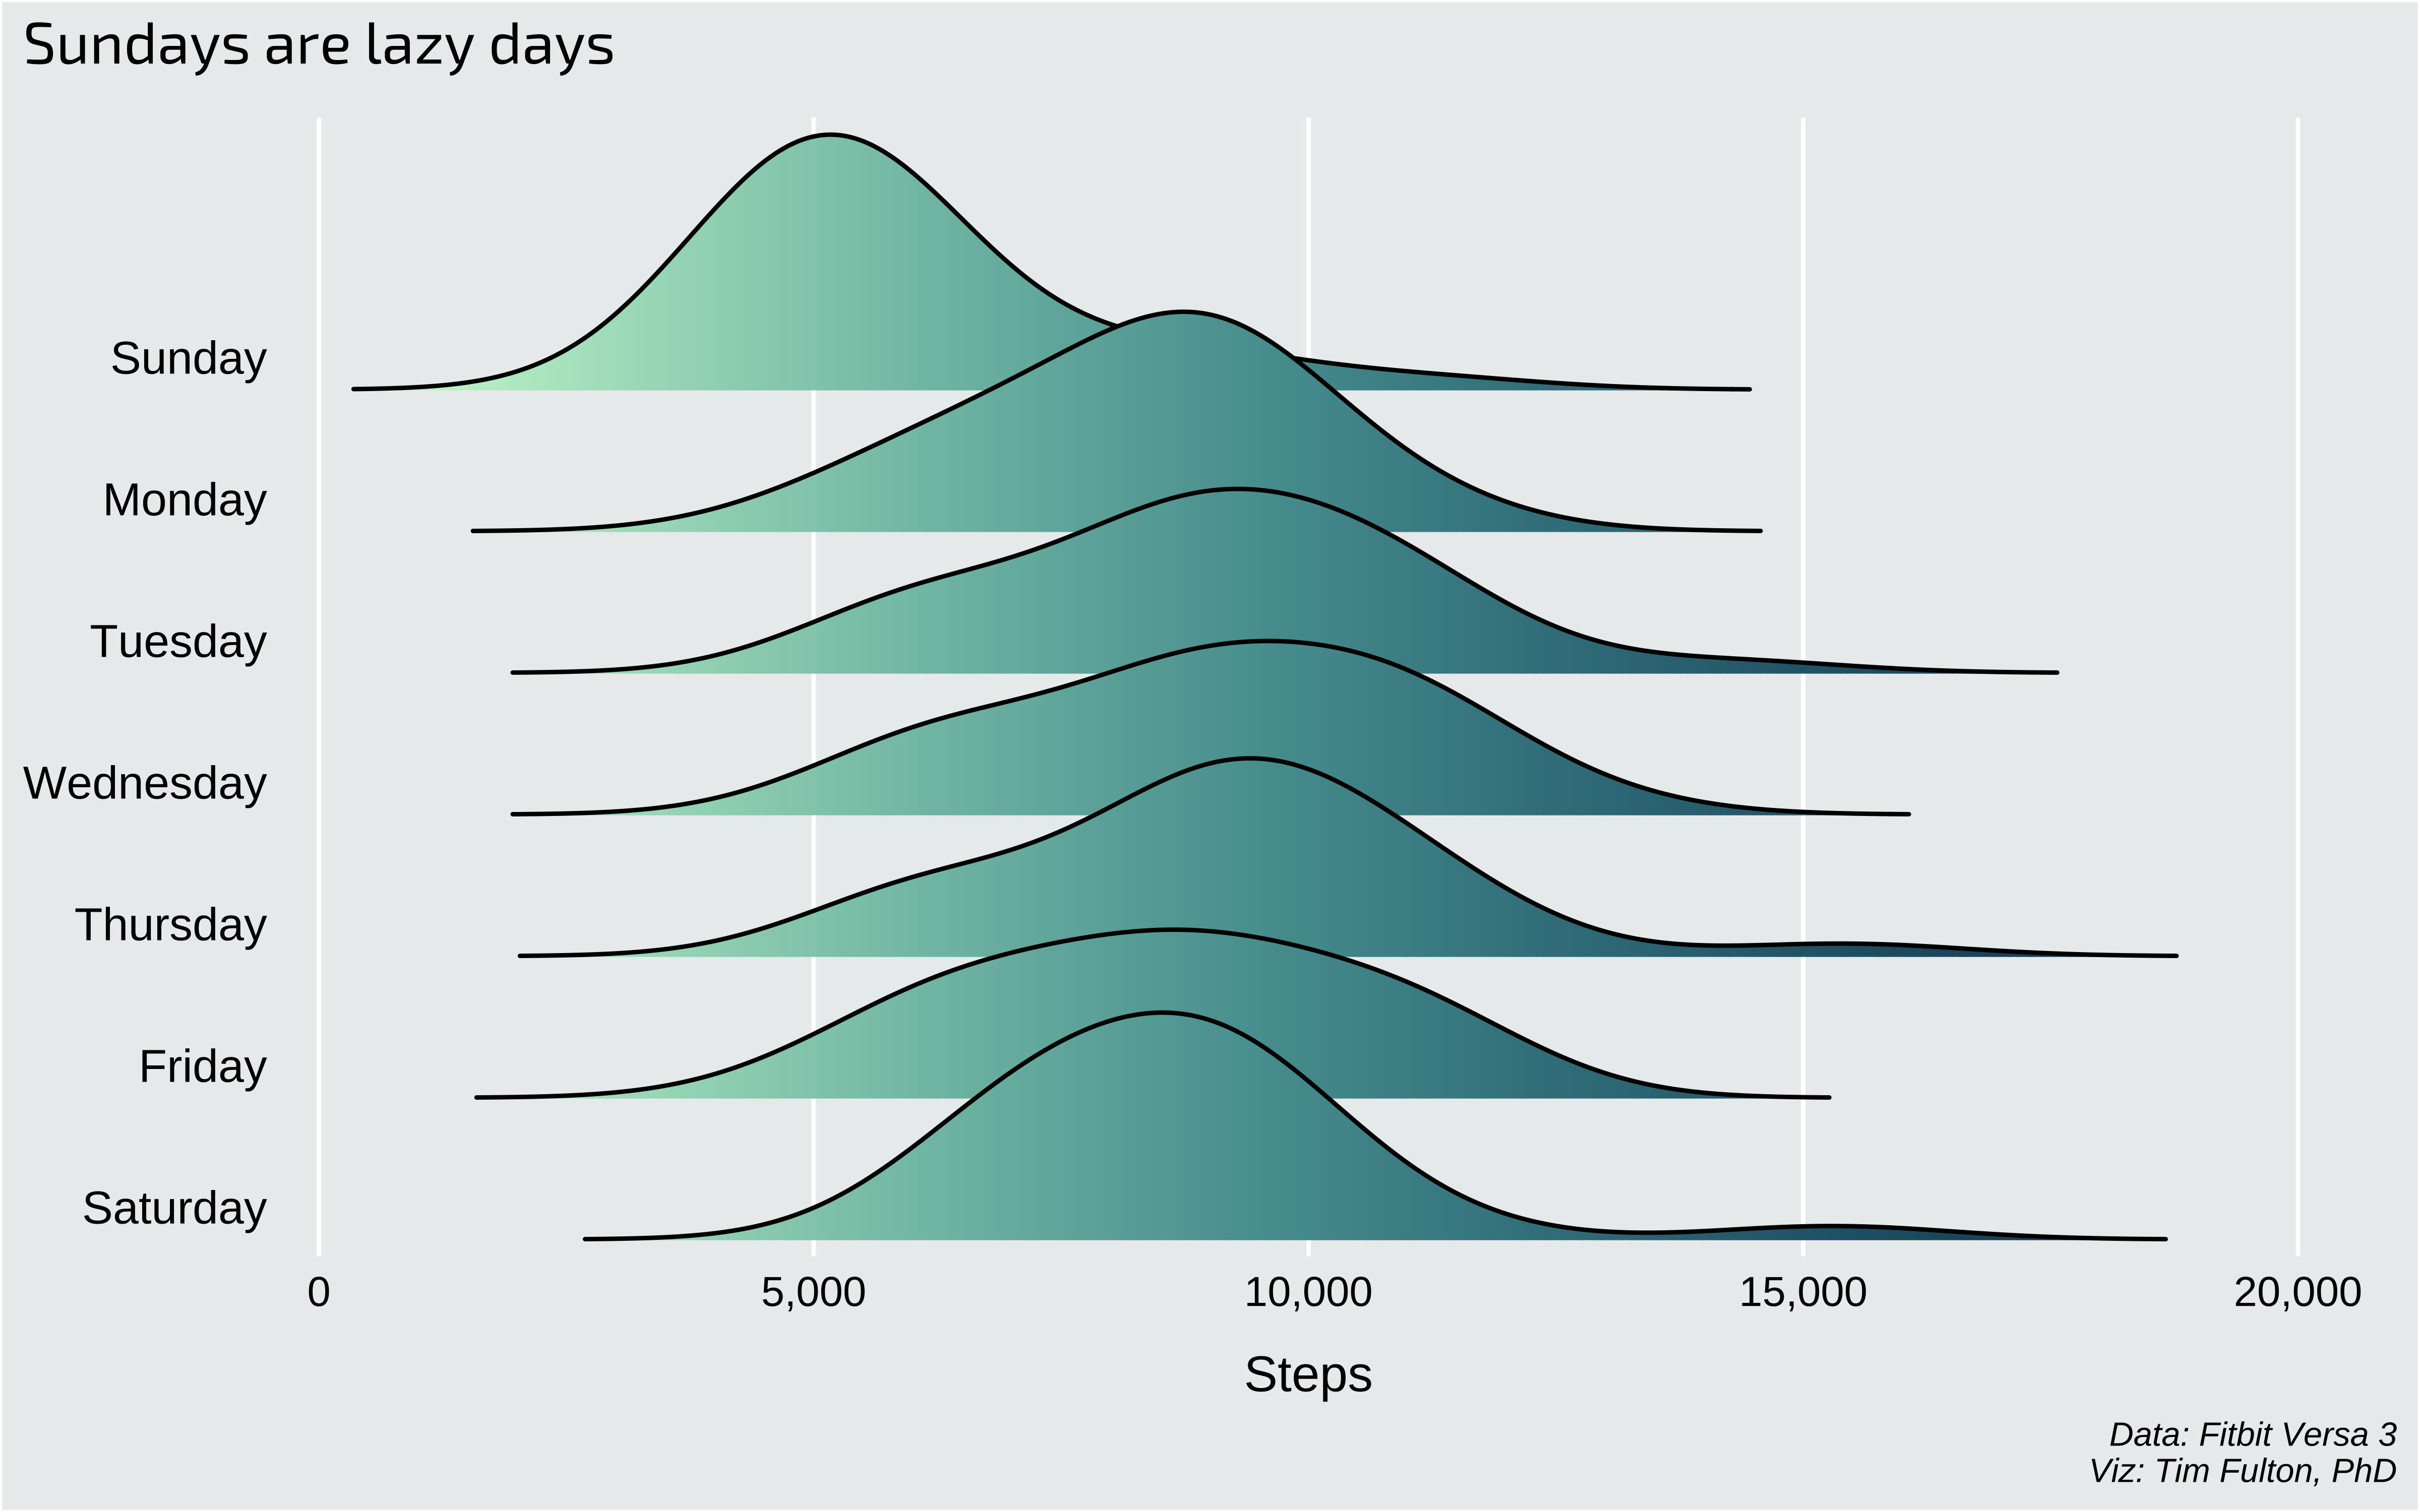 Sundays are lazy days
Sunday
Monday
Tuesday
Wednesday
Thursday
Friday
Saturday
0 5,000 10,000 15,000 20,000
Steps
Data: Fitbit Versa 3
Viz: Tim Fulton, PhD